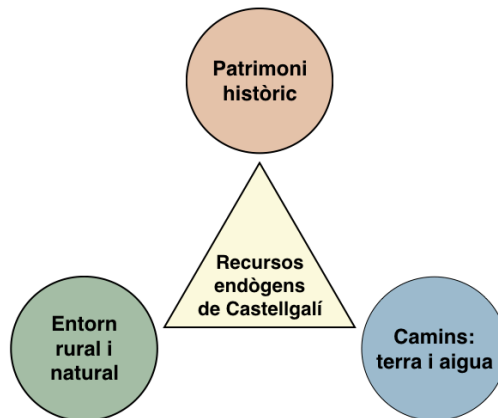 Patrimoni
històric
Recursos
endògens
de Castellgalí
Entorn
rural i
natural
Camins:
terra i aigua